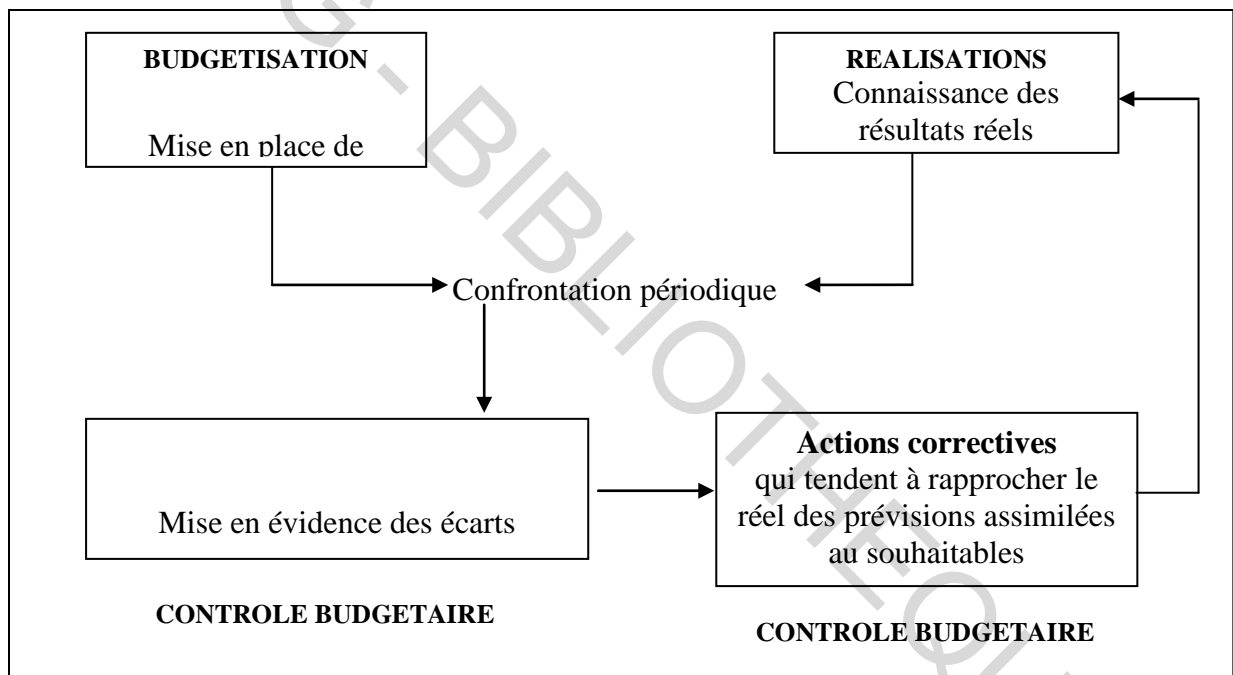 BUDGETISATION
Mise en place de
REALISATIONS
Connaissance des
résultats réels
Confrontation périodique
Mise en évidence des écarts
Actions correctives
qui tendent à rapprocher le
réel des prévisions assimilées
au souhaitables
CONTROLE BUDGETAIRE
CONTROLE BUDGETAIRE
G - BIBLIOTHEQU